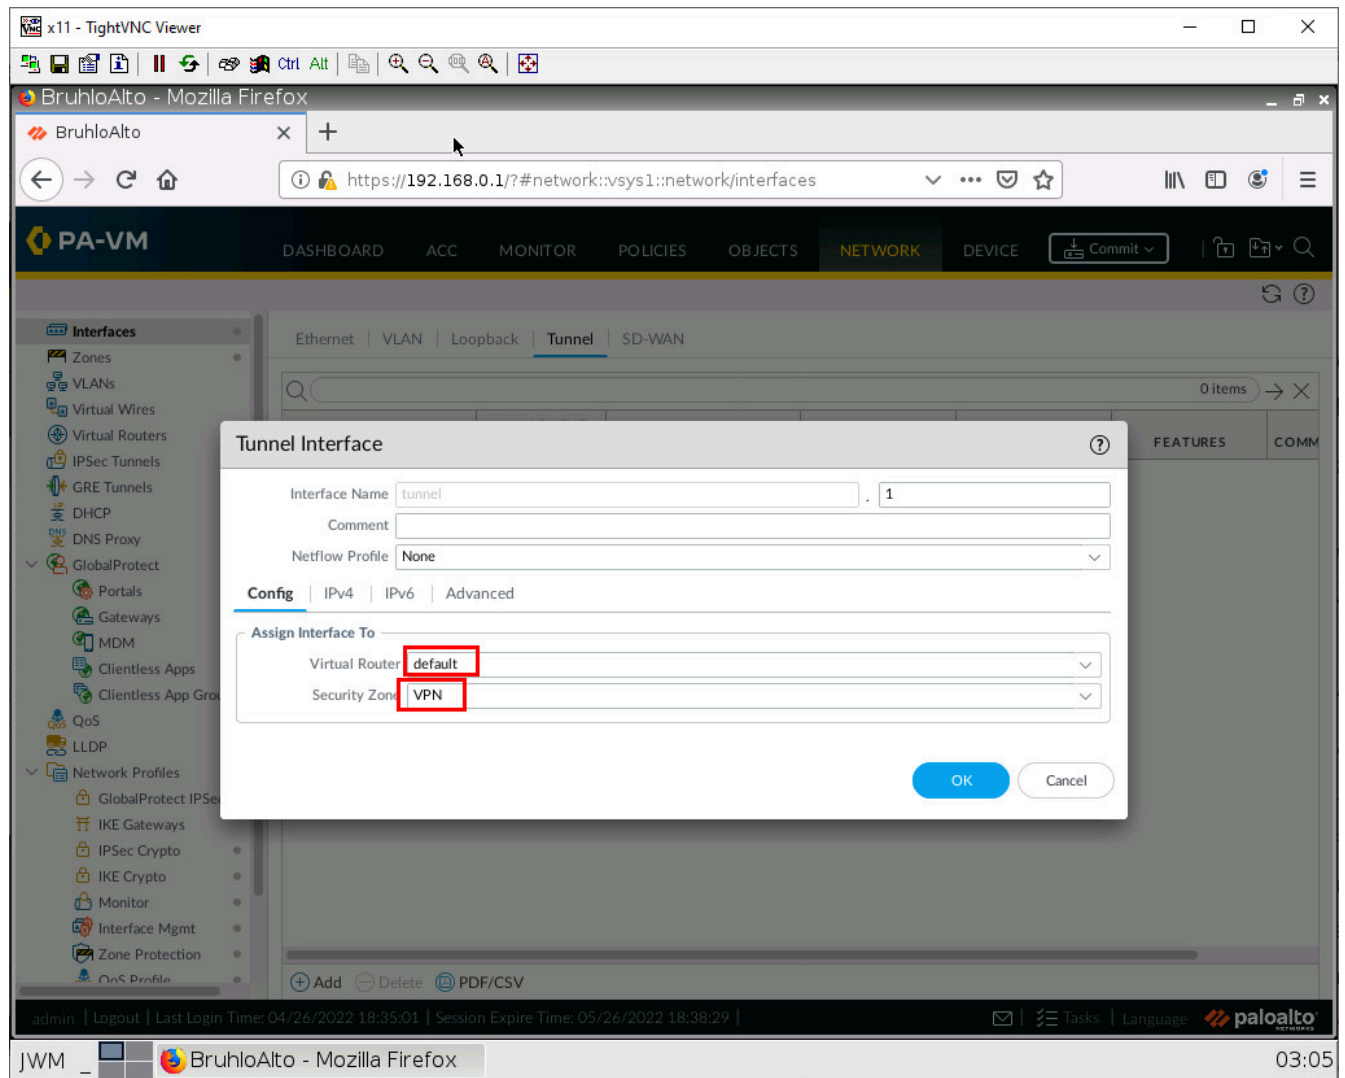 x11 - TightVNC Viewer
Ctrl Alt
BruhloAlto - Mozilla Firefox
BruhloAlto
https://192.168.0.1/?#network::vsys1::network/interfaces
PA-VM
DASHBOARD ACC MONITOR POLICIES OBJECTS NETWORK DEVICE Commit
Interfaces
Zones
VLANs
Virtual Wires
Virtual Routers
IPSec Tunnels
GRE Tunnels
DHCP
DNS Proxy
GlobalProtect
Portals
Gateways
MDM
Clientless Apps
Clientless App Grou
QoS
LLDP
Network Profiles
GlobalProtect IPSe
IKE Gateways
IPSec Crypto
IKE Crypto
Monitor
Interface Mgmt
Zone Protection
QoS Profile
Ethernet VLAN Loopback Tunnel SD-WAN
0 items
FEATURES COMM
Tunnel Interface
Interface Name tunnel . 1
Comment
Netflow Profile None
Config IPv4 IPv6 Advanced
Assign Interface To
Virtual Router default
Security Zone VPN
OK Cancel
Add Delete PDF/CSV
admin | Logout | Last Login Time: 04/26/2022 18:35:01 | Session Expire Time: 05/26/2022 18:38:29 | Tasks | Language paloalto NETWORKS
JWM _ BruhloAlto - Mozilla Firefox 03:05